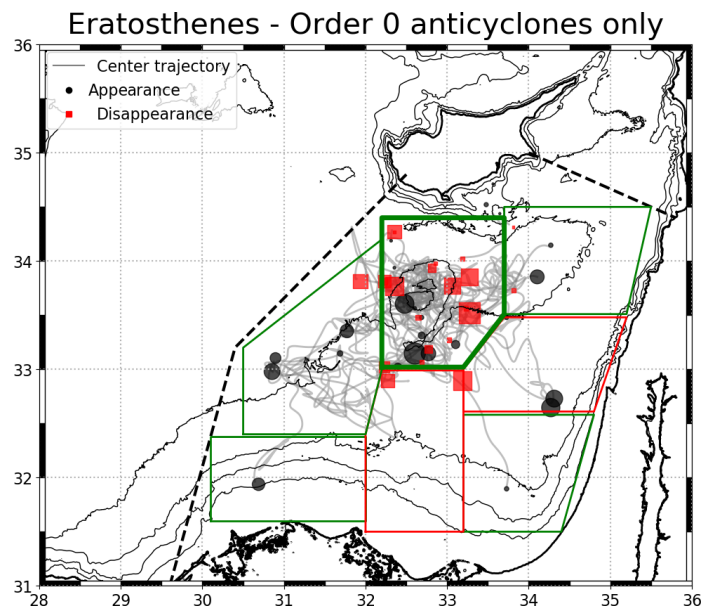 Eratosthenes - Order 0 anticyclones only
36
Center trajectory
Appearance
Disappearance
35
34
33
32
31
28 29 30 31 32 33 34 35 36